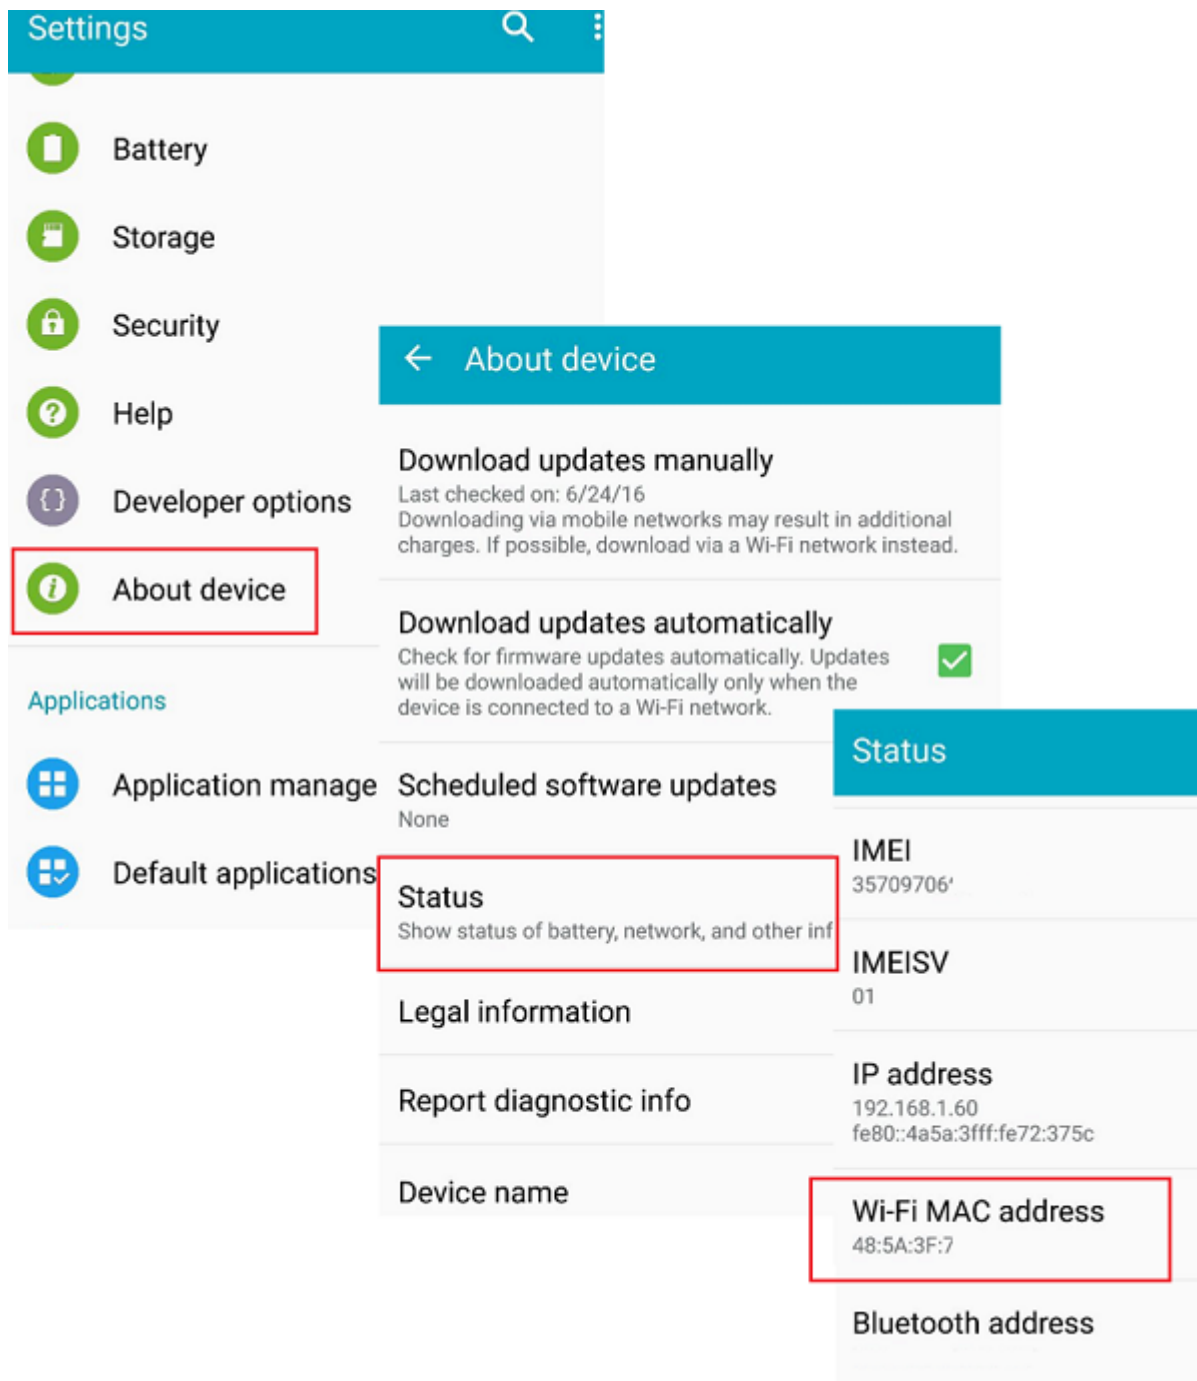 Settings
Battery
Storage
Security
Help
Developer options
About device
Applications
Application manage
Default applications
About device
Download updates manually
Last checked on: 6/24/16
Downloading via mobile networks may result in additional
charges. If possible, download via a Wi-Fi network instead.
Download updates automatically
Check for firmware updates automatically. Updates
will be downloaded automatically only when the
device is connected to a Wi-Fi network.
Scheduled software updates
None
Status
Show status of battery, network, and other inf
Legal information
Report diagnostic info
Device name
Status
IMEI
35709706
IMEISV
01
IP address
192.168.1.60
fe80::4a5a:3fff:fe72:375c
Wi-Fi MAC address
48:5A:3F:7
Bluetooth address